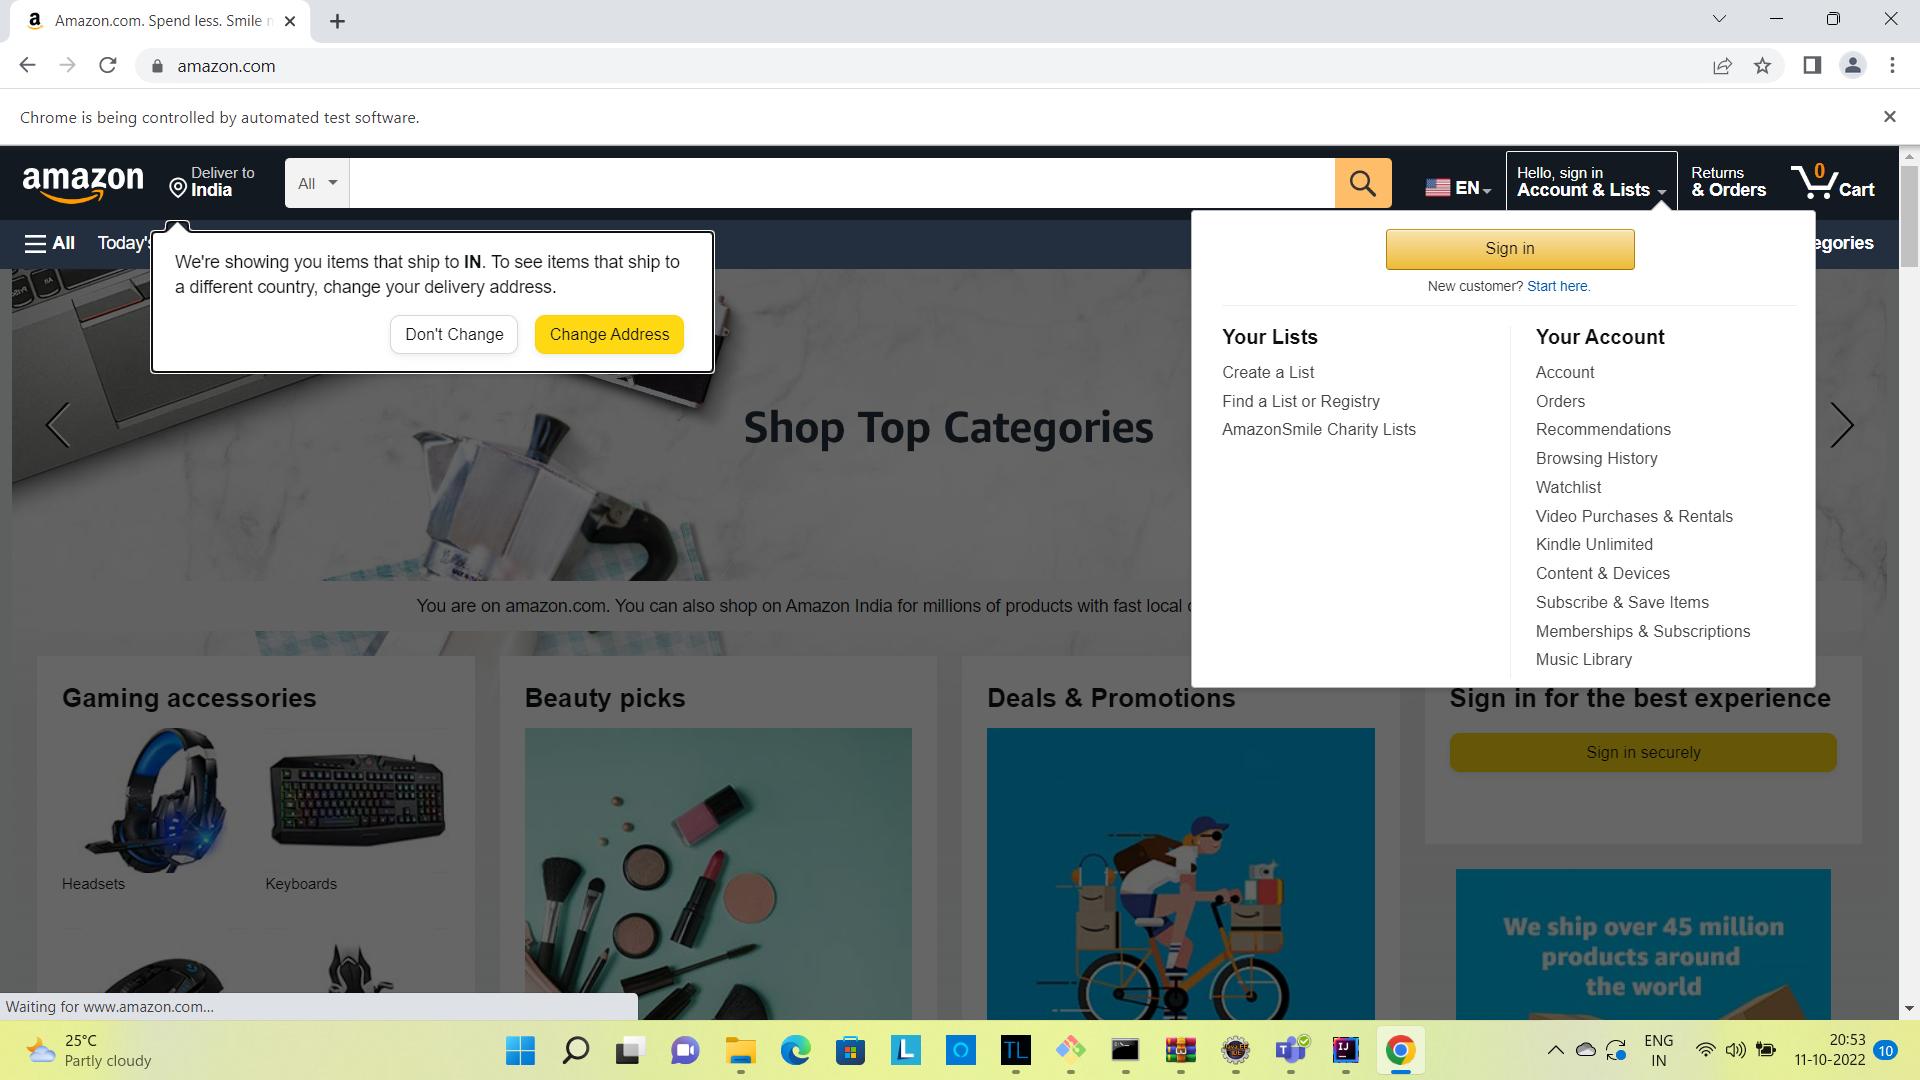 Amazon.com. Spend less. Smile
amazon.com
Chrome is being controlled by automated test software.
amazon
Deliver to
India
All
EN
Hello, sign in
Account & Lists
Returns
& Orders
0
Cart
All
Today's
We're showing you items that ship to IN. To see items that ship to
a different country, change your delivery address.
Don't Change
Change Address
Sign in
New customer? Start here.
Your Lists
Create a List
Find a List or Registry
AmazonSmile Charity Lists
Your Account
Account
Orders
Recommendations
Browsing History
Watchlist
Video Purchases & Rentals
Kindle Unlimited
Content & Devices
Subscribe & Save Items
Memberships & Subscriptions
Music Library
Shop Top Categories
You are on amazon.com. You can also shop on Amazon India for millions of products with fast local
Gaming accessories
Headsets
Keyboards
Beauty picks
Deals & Promotions
Sign in for the best experience
Sign in securely
We ship over 45 million
products around
the world
Waiting for www.amazon.com...
25°C
Partly cloudy
TL
IJ
ENG
IN
20:53
11-10-2022
10